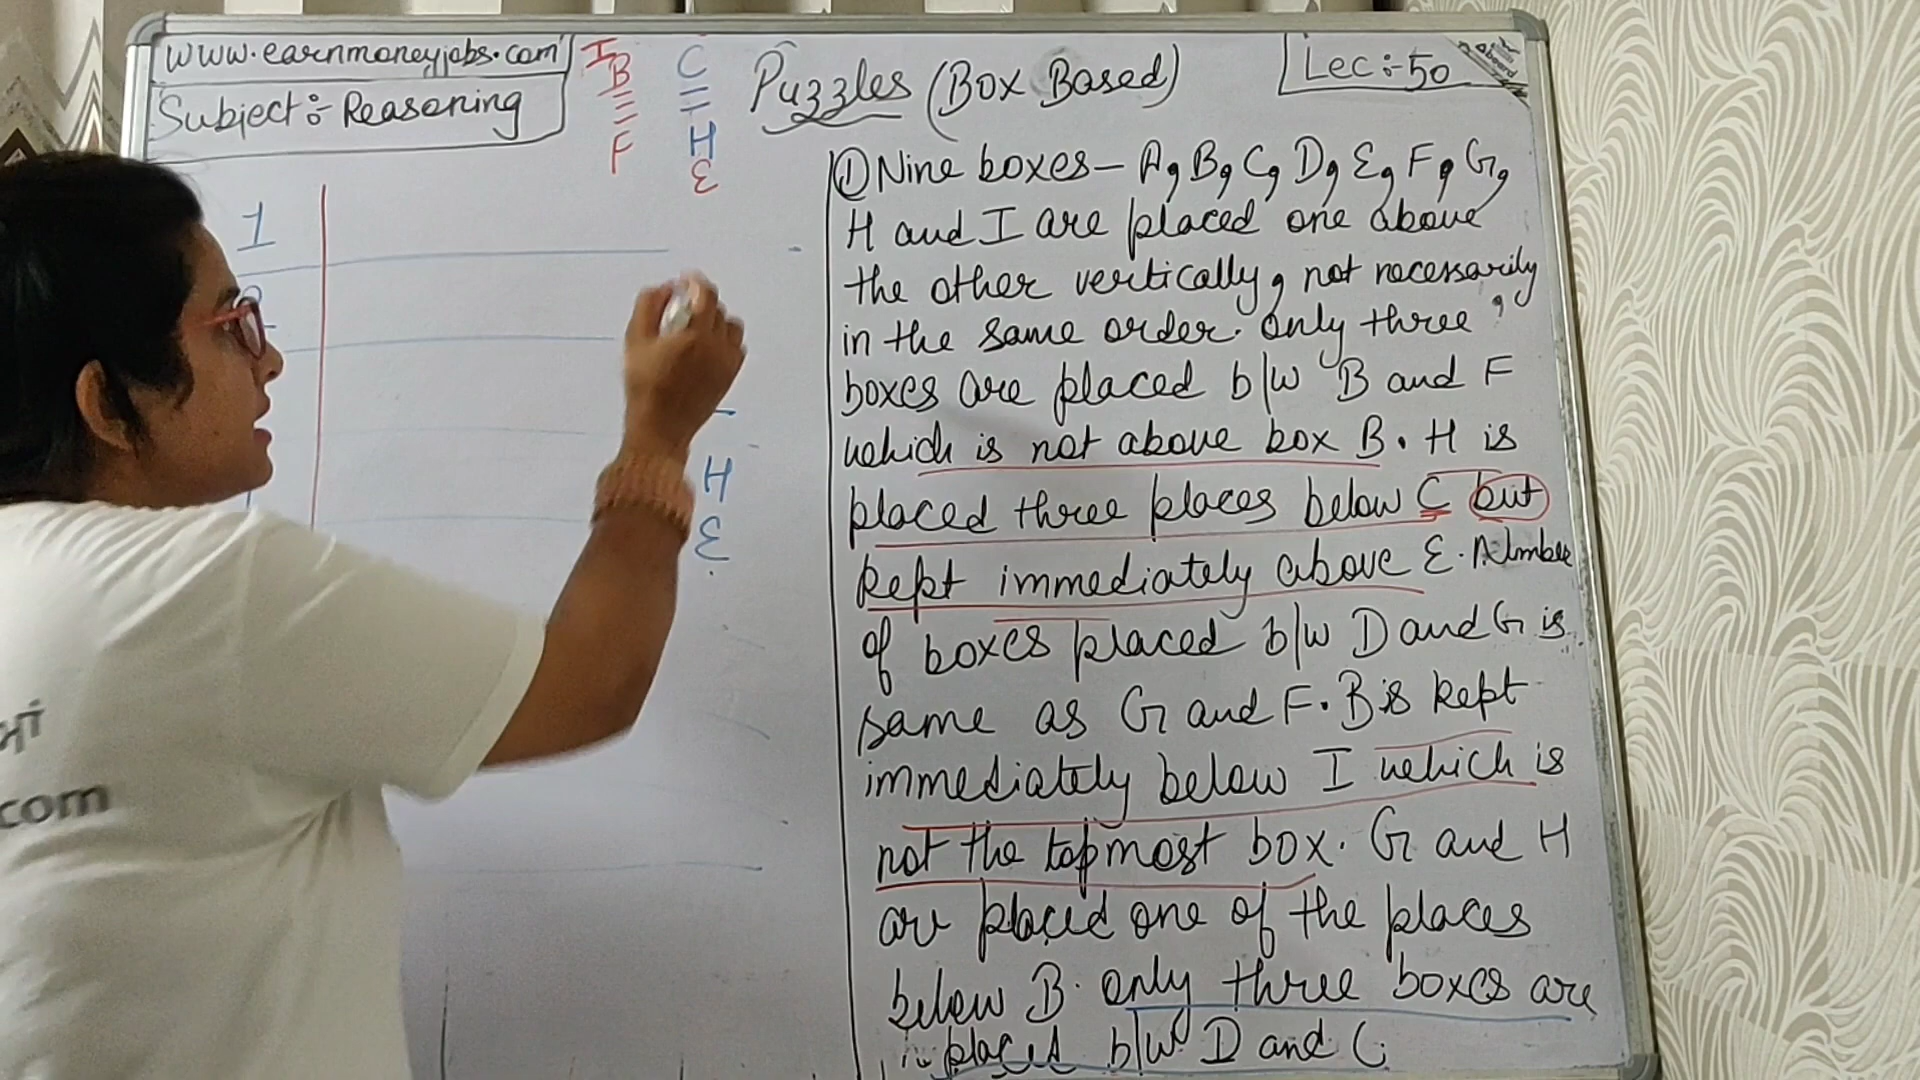 www.earnmoneyjobs.com
Subject:- Reasoning
I
B
F
C
H
E
Puzzles (Box Based)
Lec:-50
1
H
E
① Nine boxes - A, B, C, D, E, F, G,
H and I are placed one above
the other vertically, not necessarily
in the same order. Only three
boxes are placed b/w B and F
which is not above box B. H is
placed three places below C but
kept immediately above E.
of boxes placed b/w D and G is
same as G and F. B is kept
immediately below I which is
not the topmost box. G and H
are placed one of the places
below B. only three boxes are
placed b/w D and C.
com